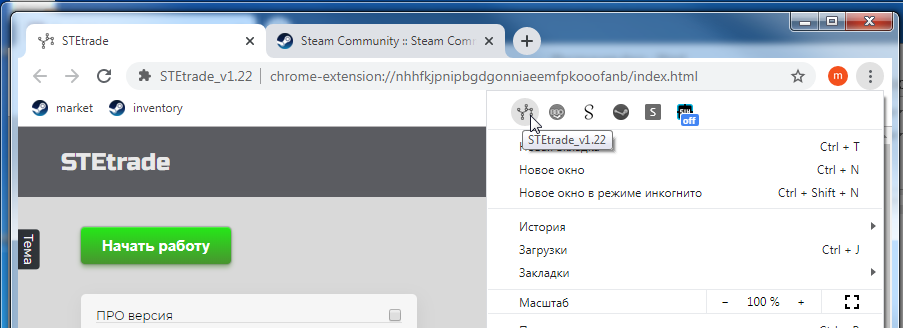 STEtrade
Steam Community :: Steam Com
STEtrade_v1.22
chrome-extension://nhhfkjpnipbgdgonniaeemfpkooofanb/index.html
m
market
inventory
S
off
STEtrade_v1.22
STEtrade
Ctrl + T
Новое окно
Ctrl + N
Новое окно в режиме инкогнито
Ctrl + Shift + N
История
Загрузки
Ctrl + J
Закладки
Масштаб
− 100 % +
Тема
Начать работу
ПРО версия